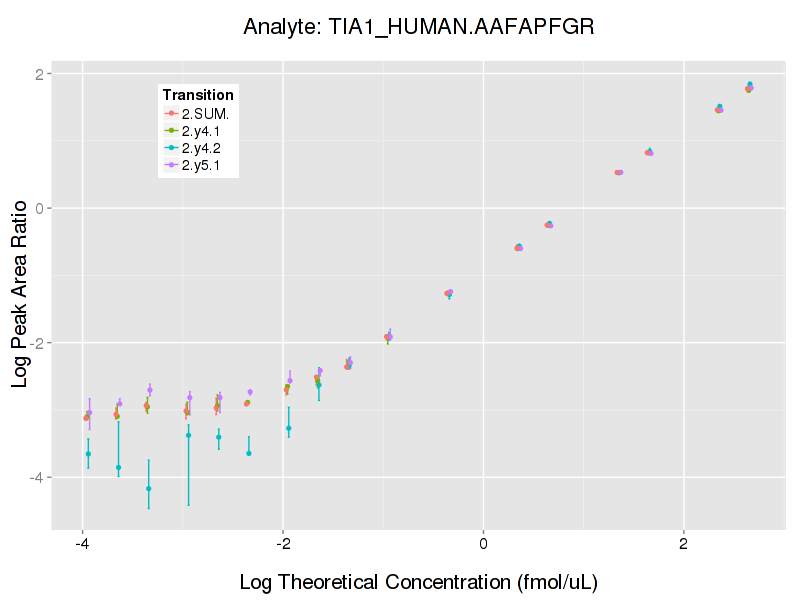 Analyte: TIA1_HUMAN.AAFAPFGR
Log Peak Area Ratio
2
0
-2
-4
Transition
2.SUM.
2.y4.1
2.y4.2
2.y5.1
-4 -2 0 2
Log Theoretical Concentration (fmol/uL)